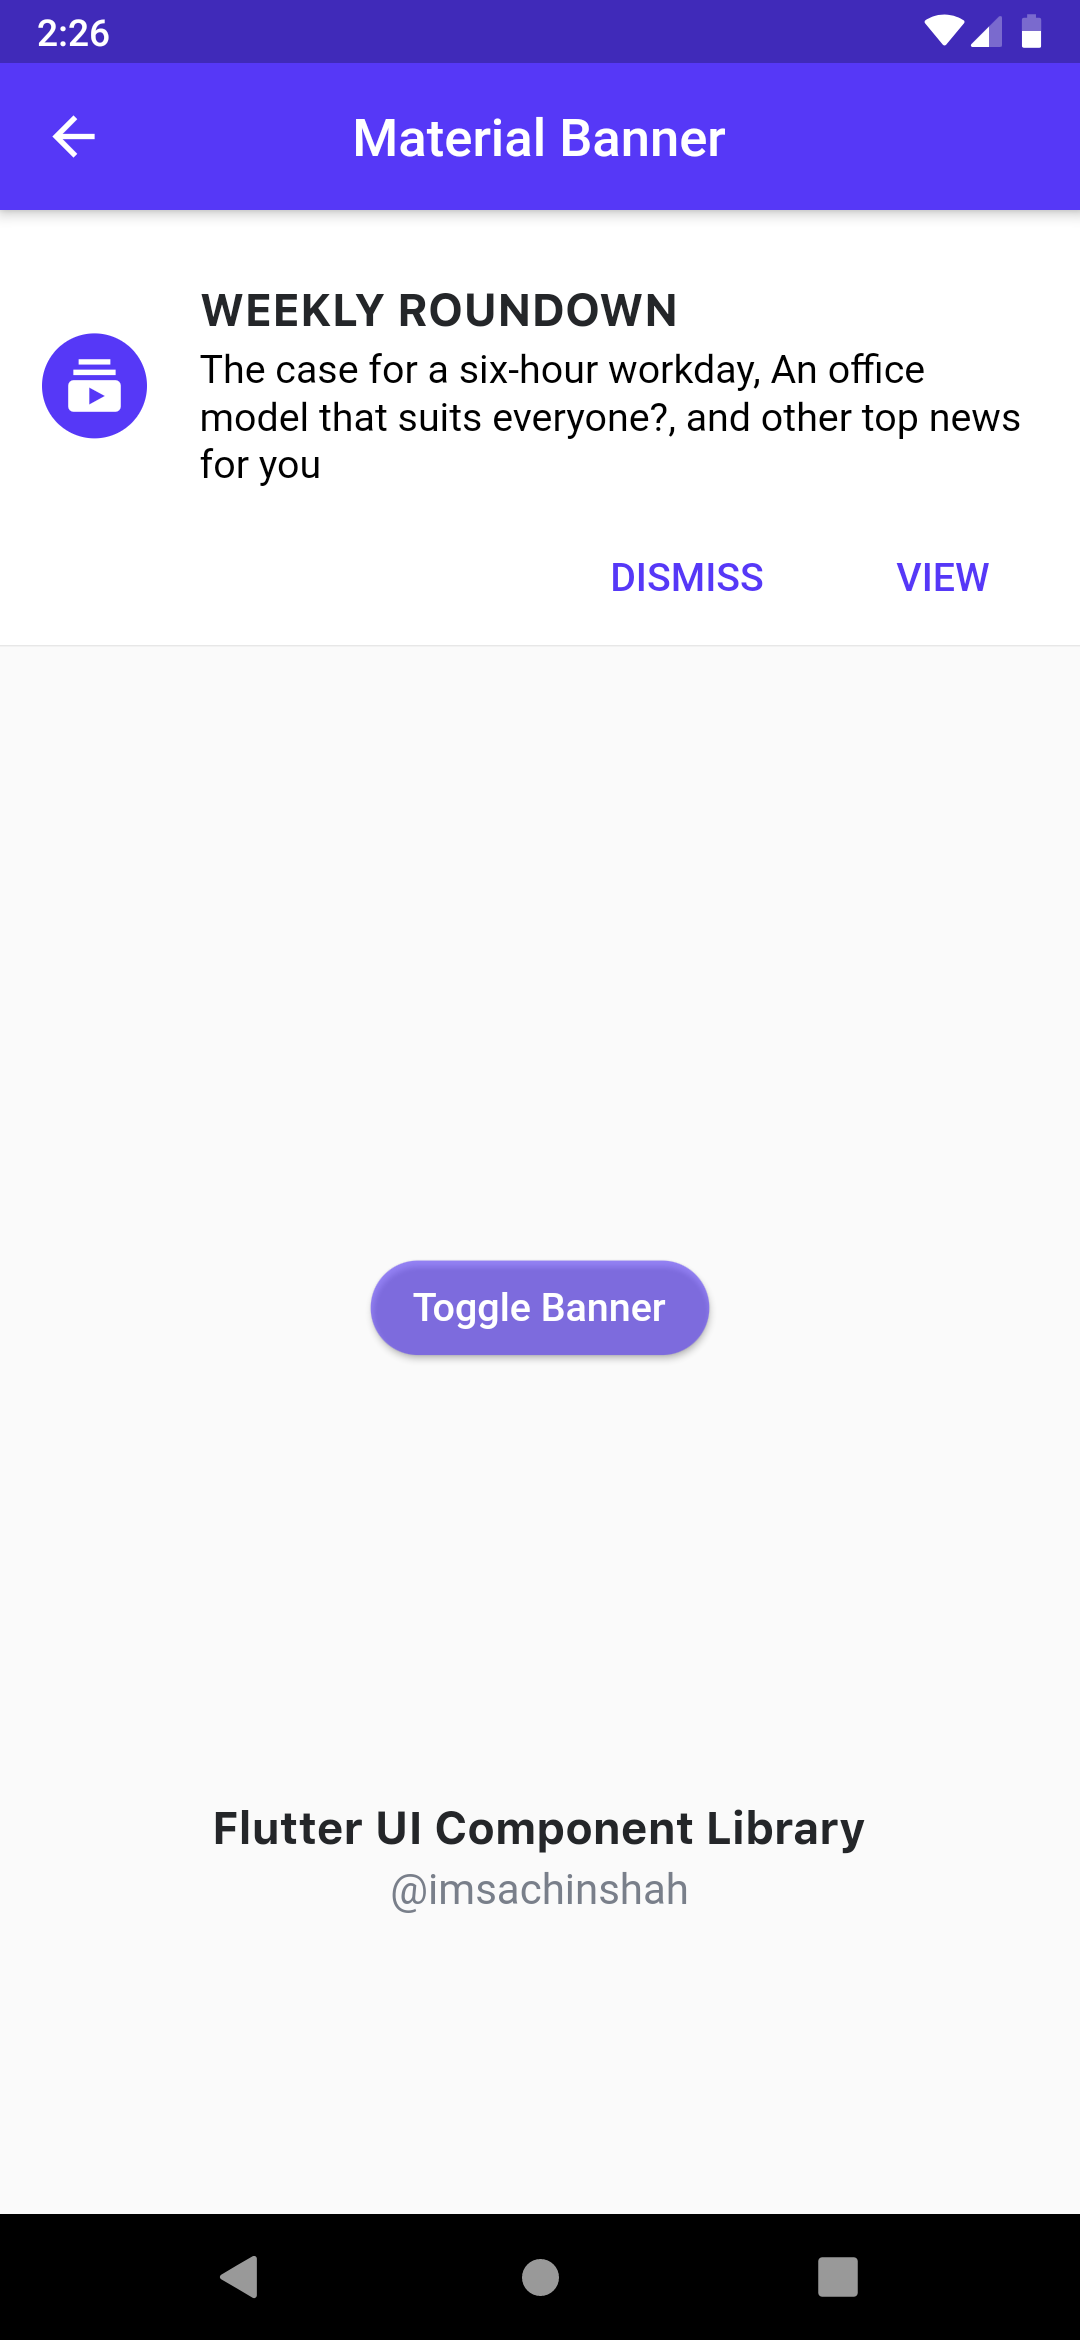 2:26
Material Banner
WEEKLY ROUNDOWN
The case for a six-hour workday, An office
model that suits everyone?, and other top news
for you
DISMISS VIEW
Toggle Banner
Flutter UI Component Library
@imsachinshah